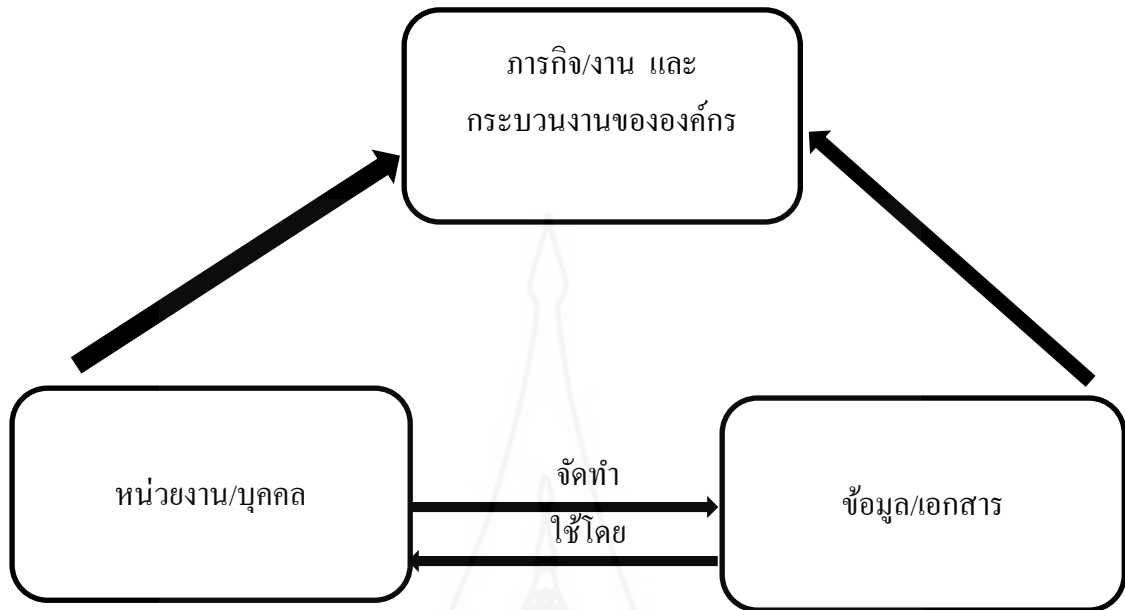 ภารกิจ/งาน และ
กระบวนงานขององค์กร
หน่วยงาน/บุคคล
จัดทำ
ใช้โดย
ข้อมูล/เอกสาร